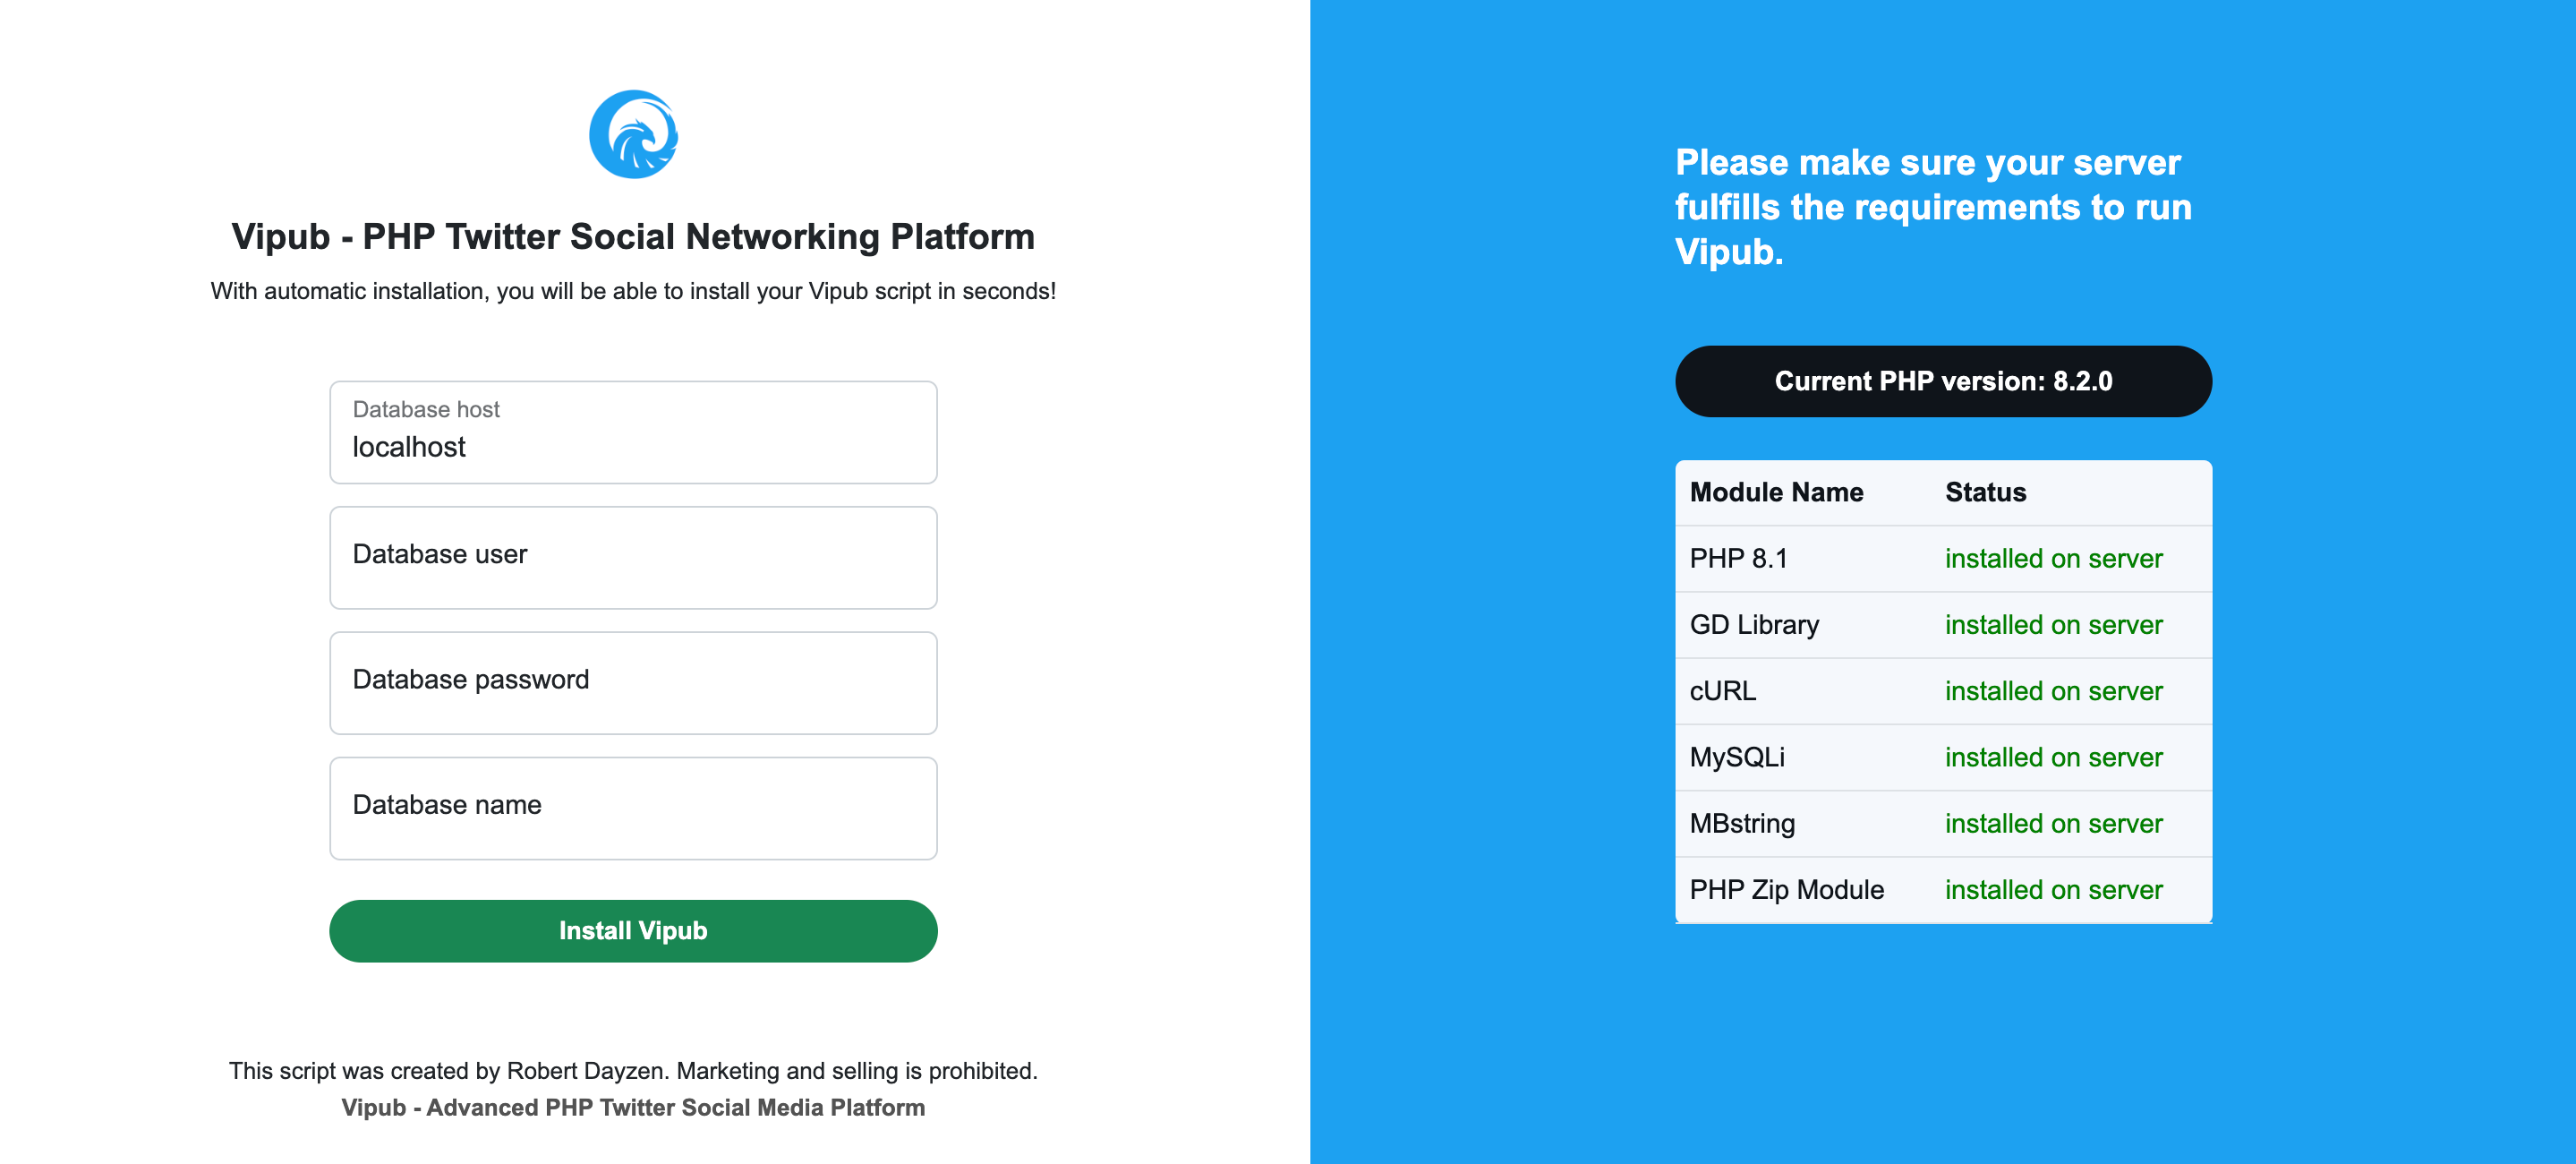 Vipub - PHP Twitter Social Networking Platform
With automatic installation, you will be able to install your Vipub script in seconds!
Database host
localhost
Database user
Database password
Database name
Install Vipub
This script was created by Robert Dayzen. Marketing and selling is prohibited.
Vipub - Advanced PHP Twitter Social Media Platform
Please make sure your server
fulfills the requirements to run
Vipub.
Current PHP version: 8.2.0
Module Name Status
PHP 8.1 installed on server
GD Library installed on server
cURL installed on server
MySQLi installed on server
MBstring installed on server
PHP Zip Module installed on server